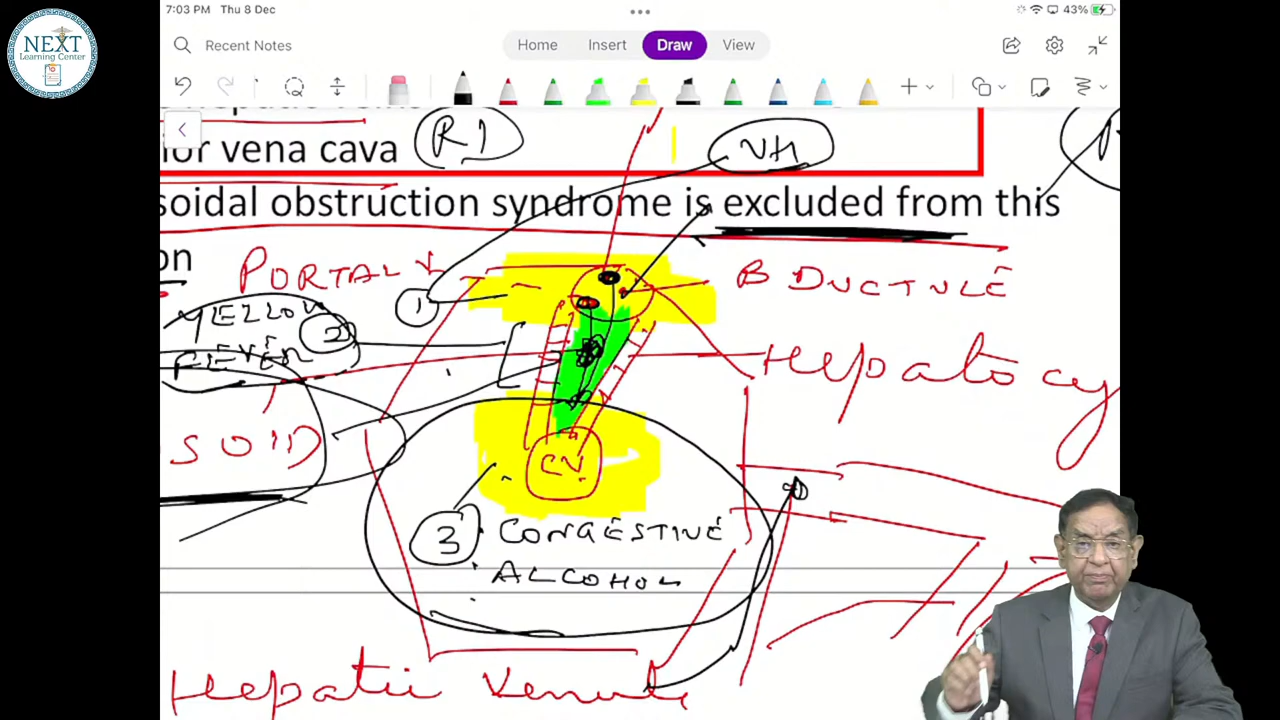 7:03 PM Thu 8 Dec
43%
NEXT
Learning Center
Recent Notes
Home Insert Draw View
ior vena cava
R1
VH
soidal obstruction syndrome is excluded from this
on
PORTAL V
B DUCTULE
1
YELLOW
FEVER
2
Hepatocy
SOID
CV
3
CONGESTIVE
ALCOHOL
Hepatic Venule